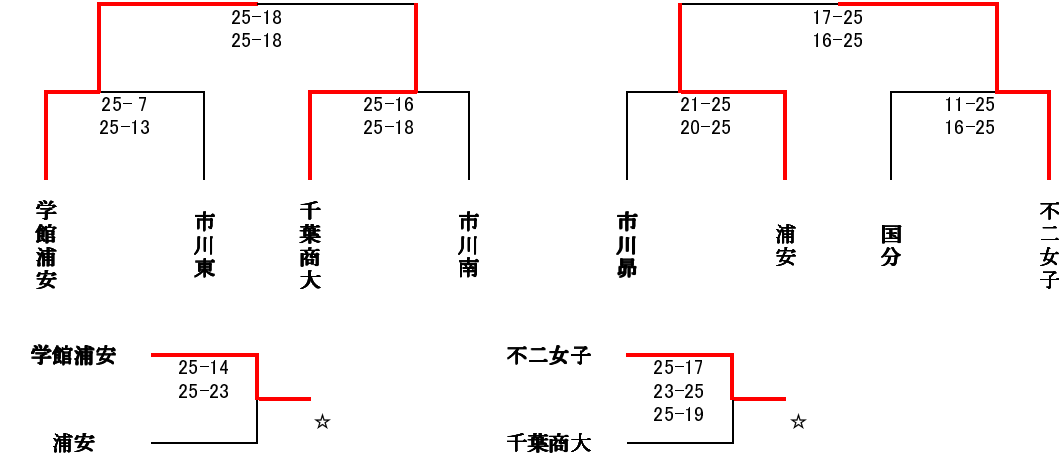 25-18
25-18
17-25
16-25
25- 7
25-13
25-16
25-18
21-25
20-25
11-25
16-25
学館浦安
市川東
千葉商大
市川南
市川昴
浦安
国分
不二女子
学館浦安
25-14
25-23
☆
浦安
不二女子
25-17
23-25
25-19
☆
千葉商大